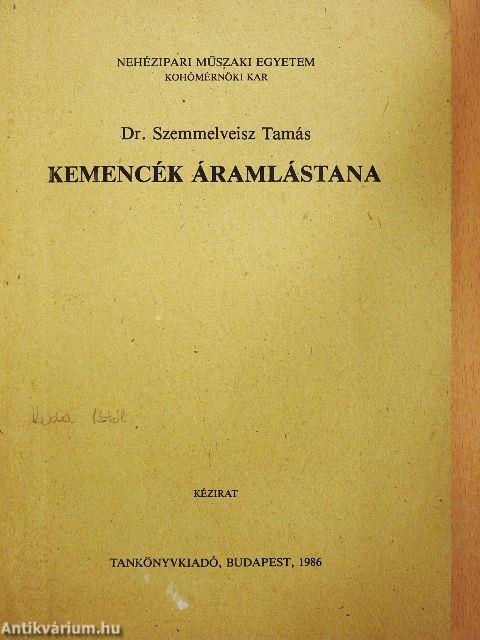 NEHÉZIPARI MŰSZAKI EGYETEM
KOHÓMÉRNÖKI KAR
Dr. Szemmelveisz Tamás
KEMENCÉK ÁRAMLÁSTANA
KÉZIRAT
TANKÖNYVKIADÓ, BUDAPEST, 1986
Antikvárium.hu